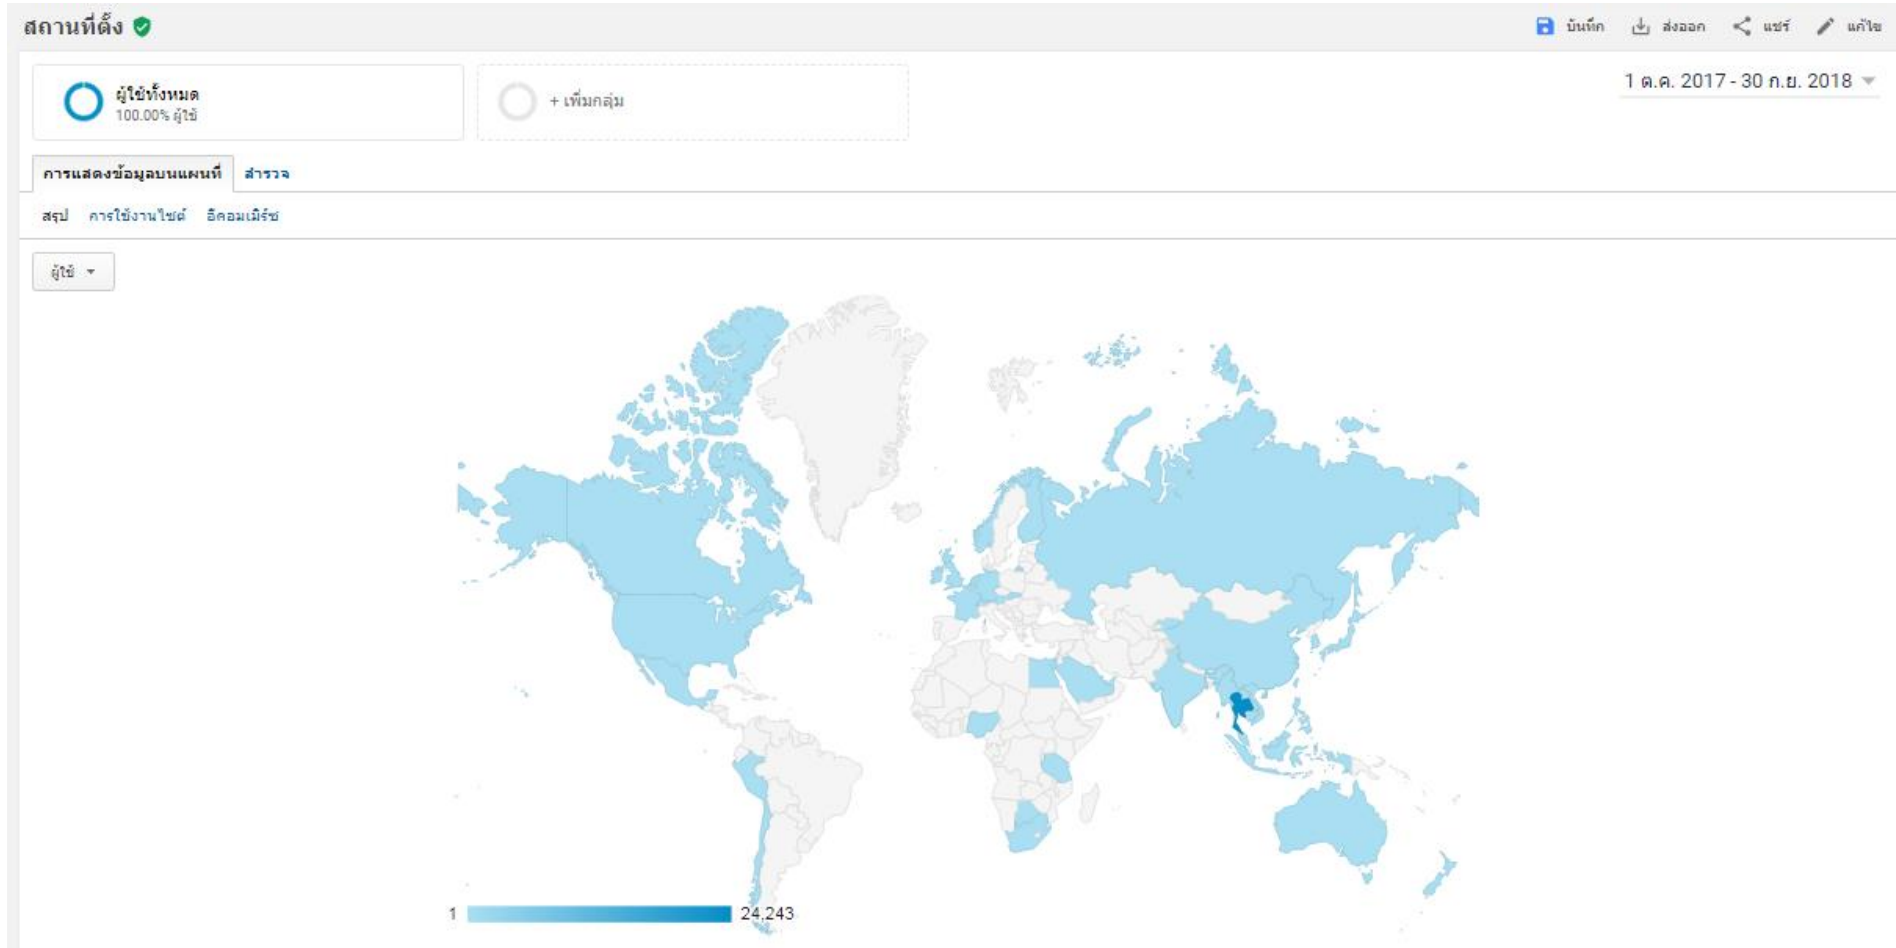 สถานที่ตั้ง
บันทึก ส่งออก แชร์ แก้ไข
1 ต.ค. 2017 - 30 ก.ย. 2018
ผู้ใช้ทั้งหมด
100.00% ผู้ใช้
+ เพิ่มกลุ่ม
การแสดงข้อมูลบนแผนที่ สำรวจ
สรุป การใช้งานไซต์ อีคอมเมิร์ซ
ผู้ใช้
1 24,243